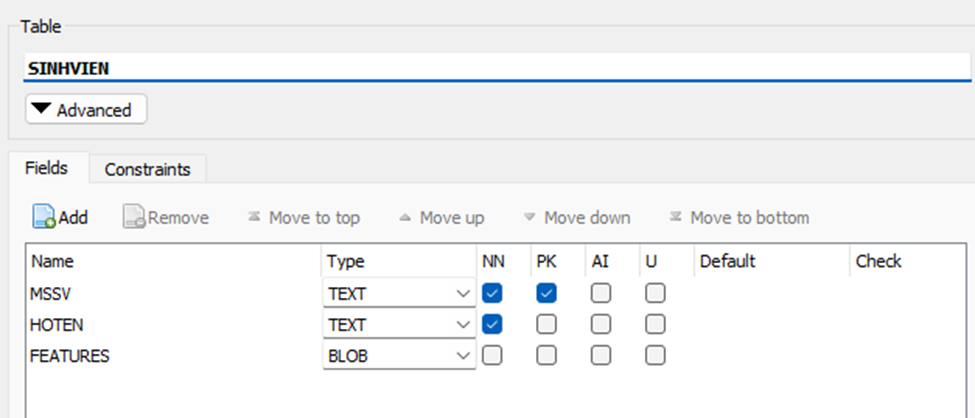 Table
SINHVIEN
Advanced
Fields Constraints
Add Remove Move to top Move up Move down Move to bottom
Name Type NN PK AI U Default Check
MSSV TEXT
HOTEN TEXT
FEATURES BLOB